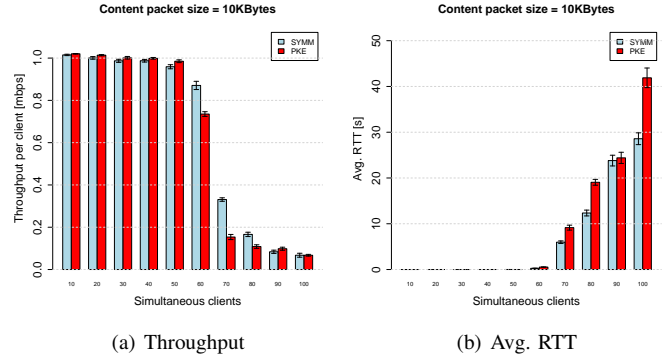 Content packet size = 10KBytes
SYMM
PKE
Throughput per client [mbps]
0.0 0.2 0.4 0.6 0.8 1.0
10 20 30 40 50 60 70 80 90 100
Simultaneous clients
(a) Throughput
Content packet size = 10KBytes
SYMM
PKE
Avg. RTT [s]
0 10 20 30 40 50
10 20 30 40 50 60 70 80 90 100
Simultaneous clients
(b) Avg. RTT